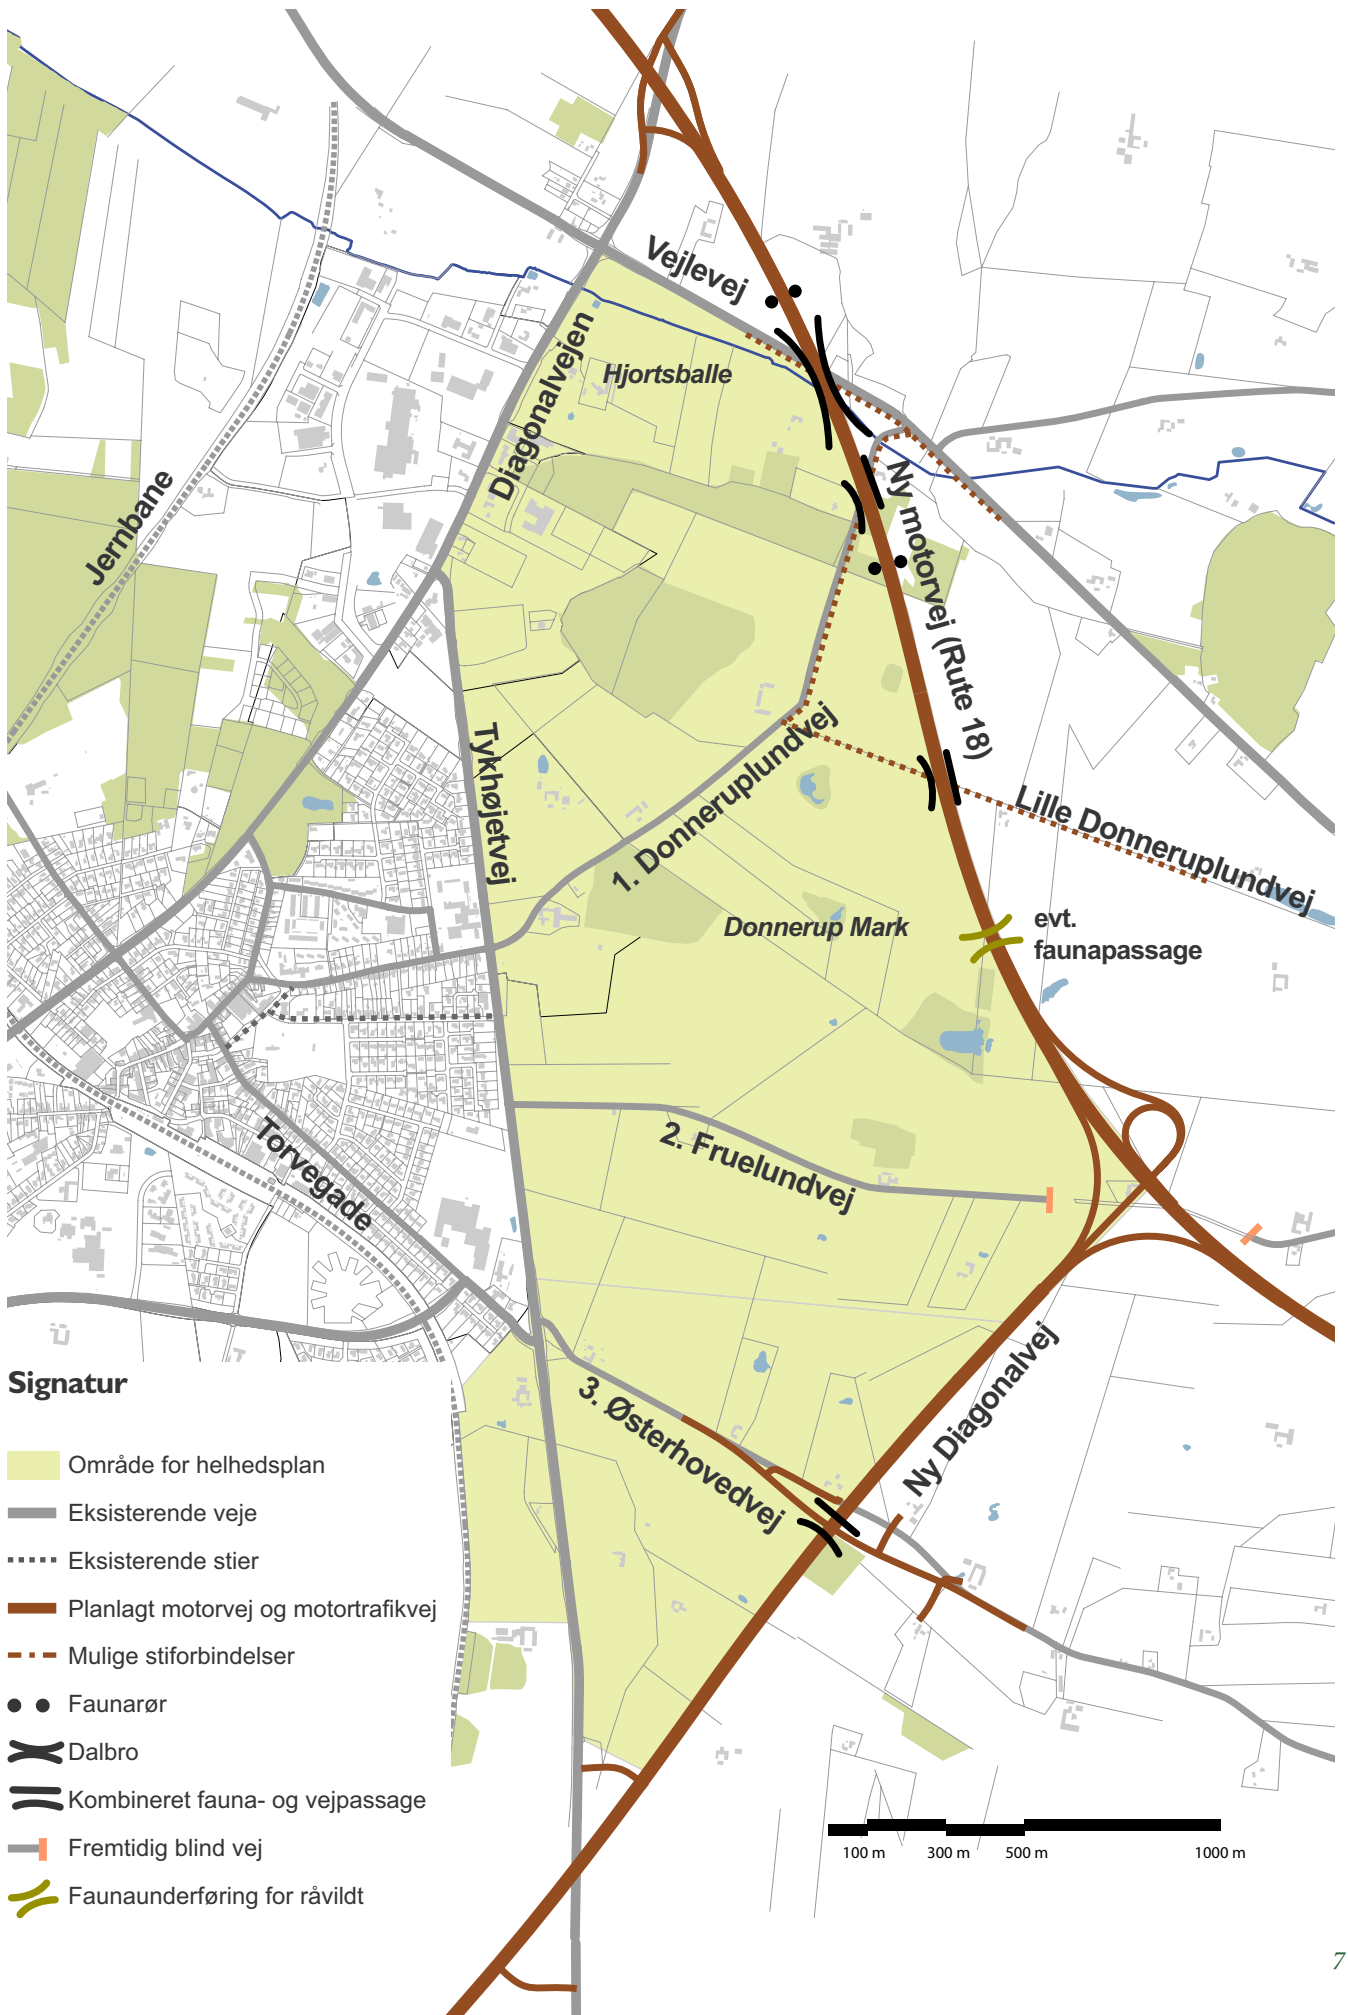 Vejlevej
Diagonalvejen
Hjortsballe
Jernbane
Ny motorvej (Rute 18)
Tykhøjetvej
1. Donneruplundvej
Lille Donneruplundvej
Donnerup Mark
evt.
faunapassage
Torvegade
2. Fruelundvej
Ny Diagonalvej
3. Østerhovedvej
Signatur
Område for helhedsplan
Eksisterende veje
Eksisterende stier
Planlagt motorvej og motortrafikvej
Mulige stiforbindelser
Faunarør
Dalbro
Kombineret fauna- og vejpassage
Fremtidig blind vej
Faunaunderføring for råvildt
100 m 300 m 500 m 1000 m
7